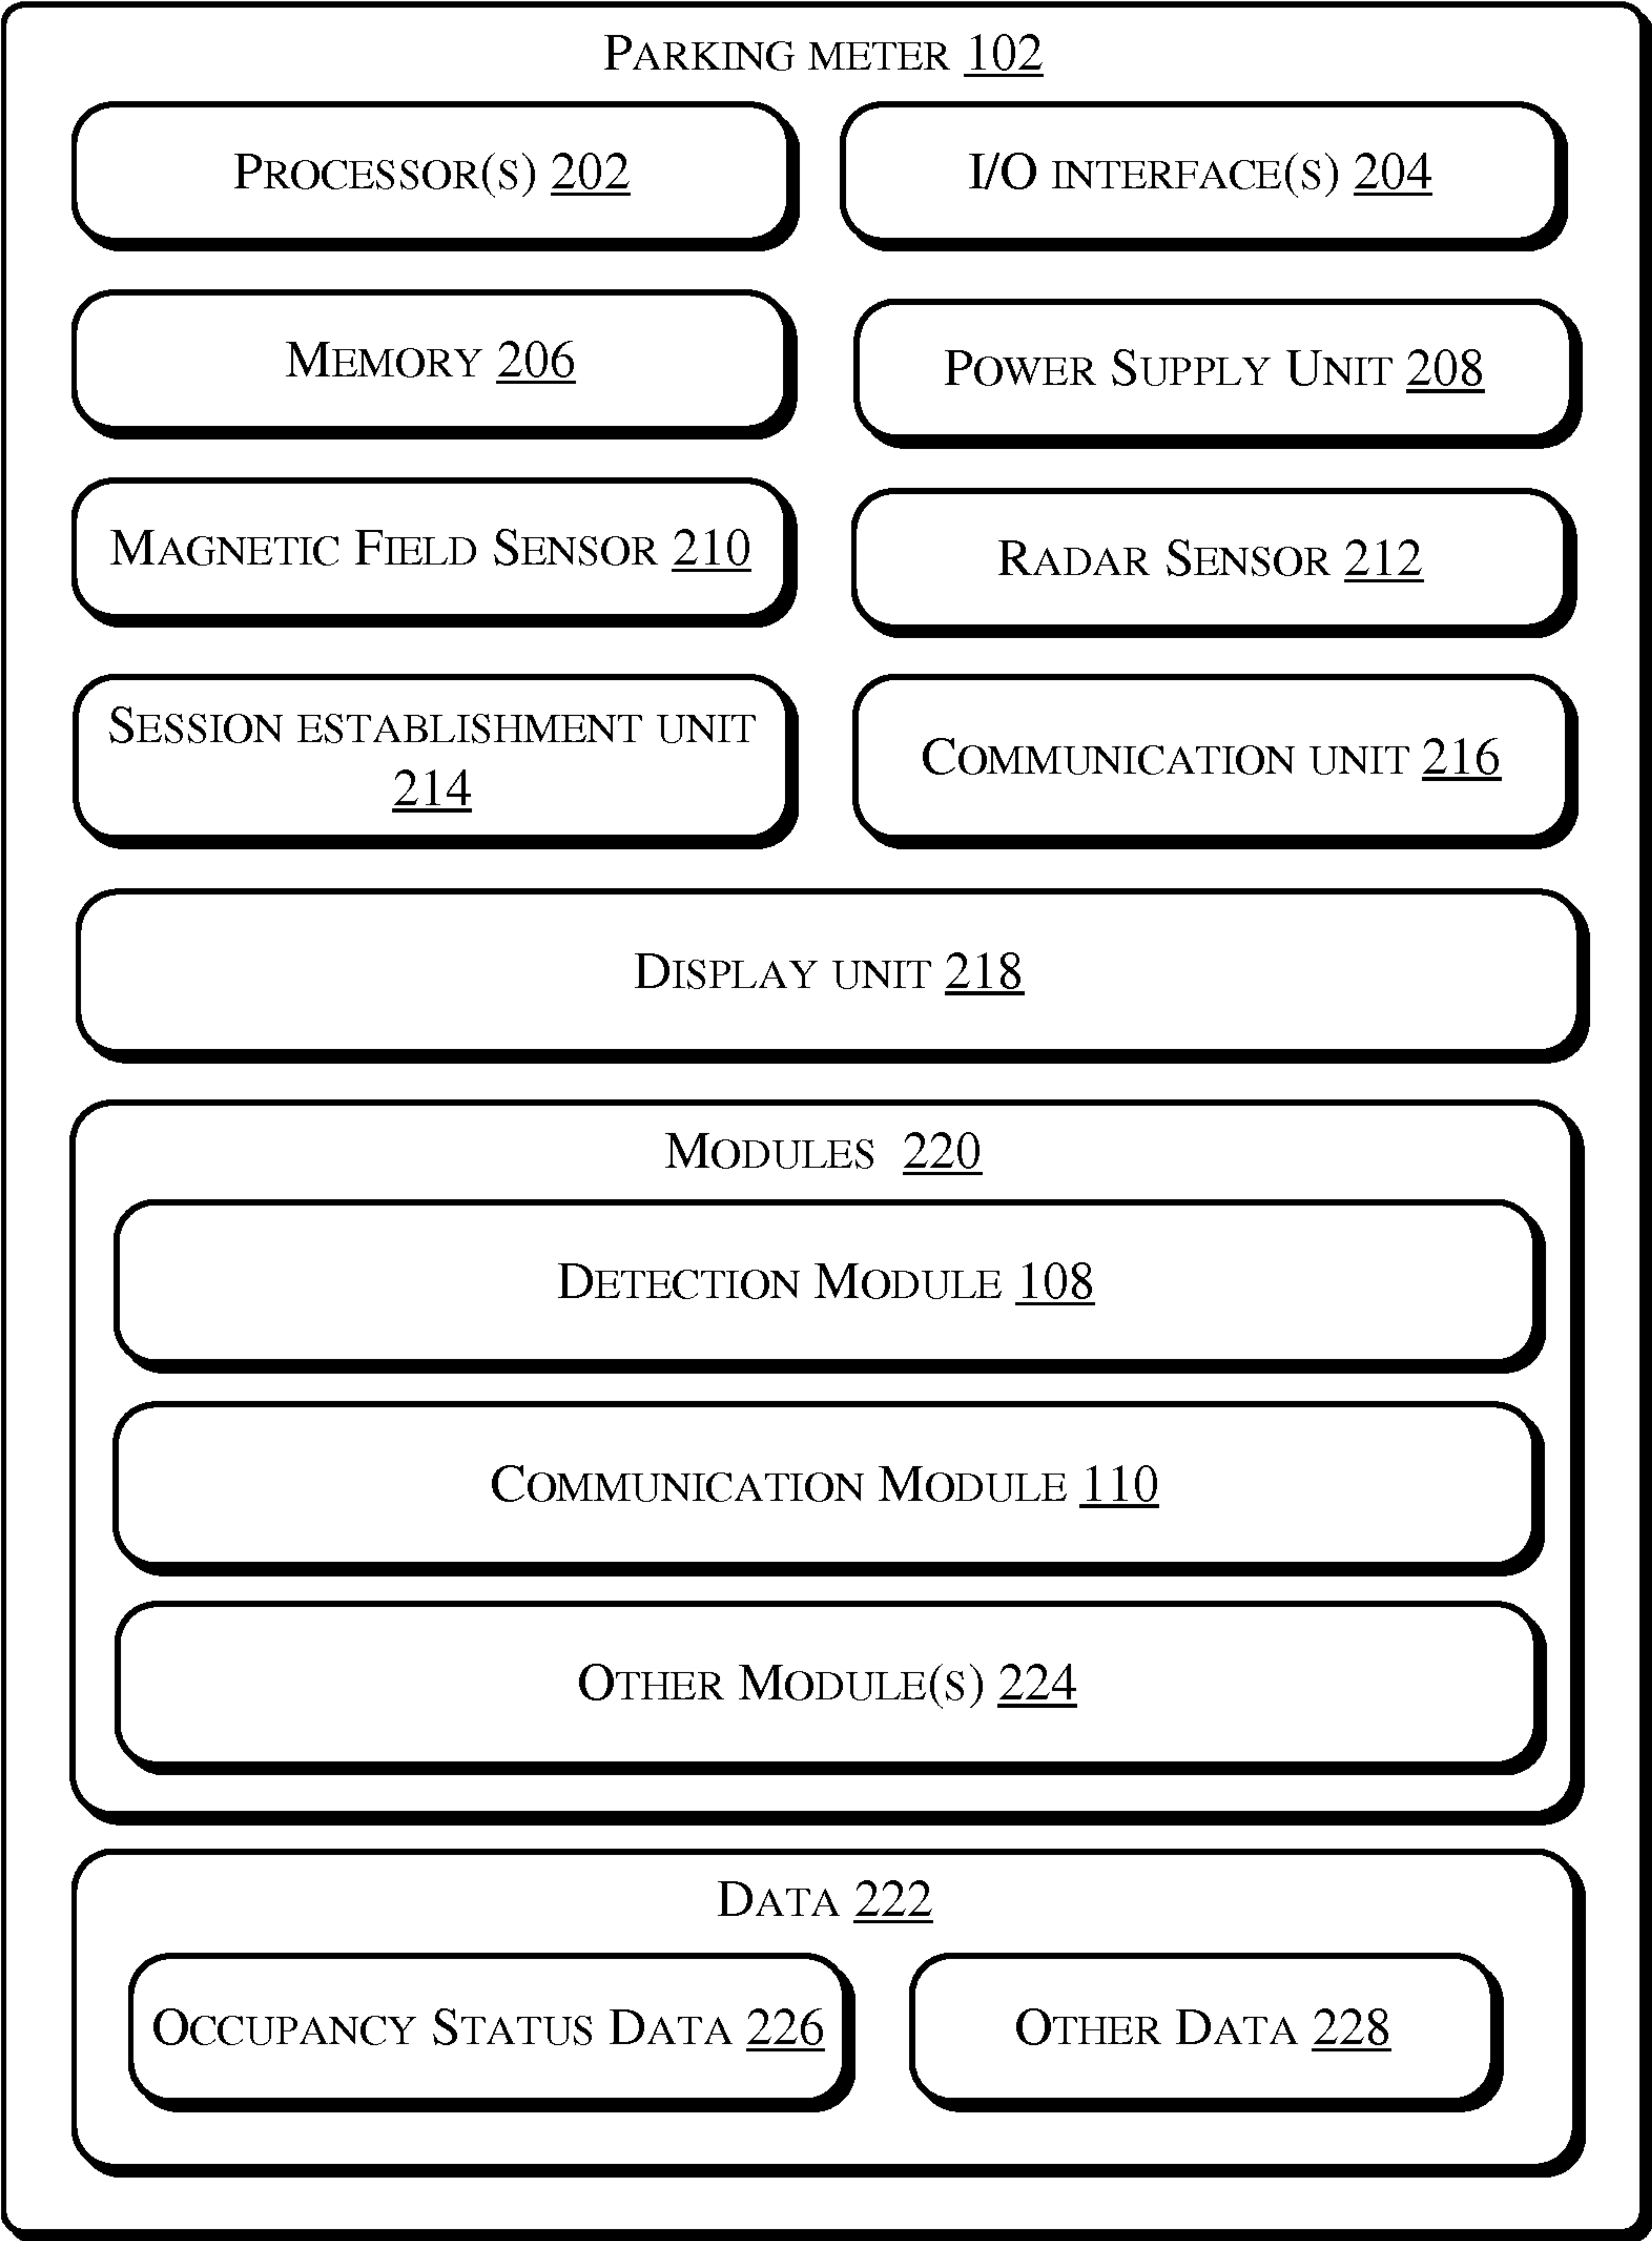 Parking meter 102
Processor(s) 202
I/O interface(s) 204
Memory 206
Power Supply Unit 208
Magnetic Field Sensor 210
Radar Sensor 212
Session establishment unit
214
Communication unit 216
Display unit 218
Modules 220
Detection Module 108
Communication Module 110
Other Module(s) 224
Data 222
Occupancy Status Data 226
Other Data 228